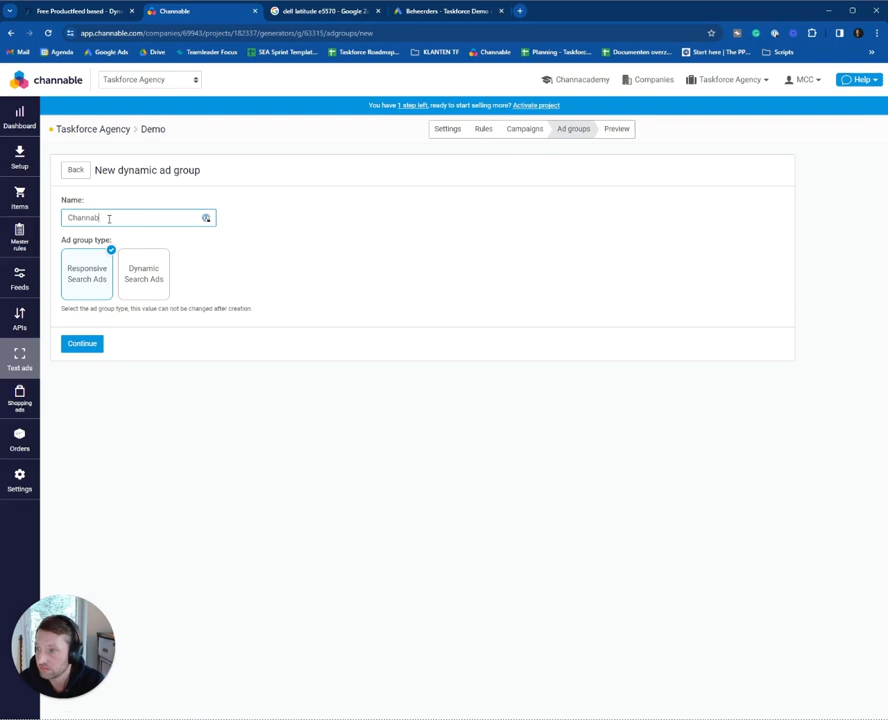 Free Productfeed based - Dyn
Channable
dell latitude e5570 - Google
Beheerders - Taskforce Demo -
app.channable.com/companies/69943/projects/182337/generators/g/63315/adgroups/new
Mail
Agenda
Google Ads
Drive
Teamleader Focus
SEA Sprint Templat...
Taskforce Roadmap...
KLANTEN TF
Channable
Planning - Taskforc...
Documenten overz...
Start here | The PP...
Scripts
channable
Taskforce Agency
Channacademy
Companies
Taskforce Agency
MCC
Help
You have 1 step left, ready to start selling more? Activate project
Dashboard
Setup
Items
Master
rules
Feeds
APIs
Text ads
Shopping
ads
Orders
Settings
Taskforce Agency > Demo
Settings
Rules
Campaigns
Ad groups
Preview
Back
New dynamic ad group
Name:
Channab
Ad group type:
Responsive
Search Ads
Dynamic
Search Ads
Select the ad group type, this value can not be changed after creation.
Continue